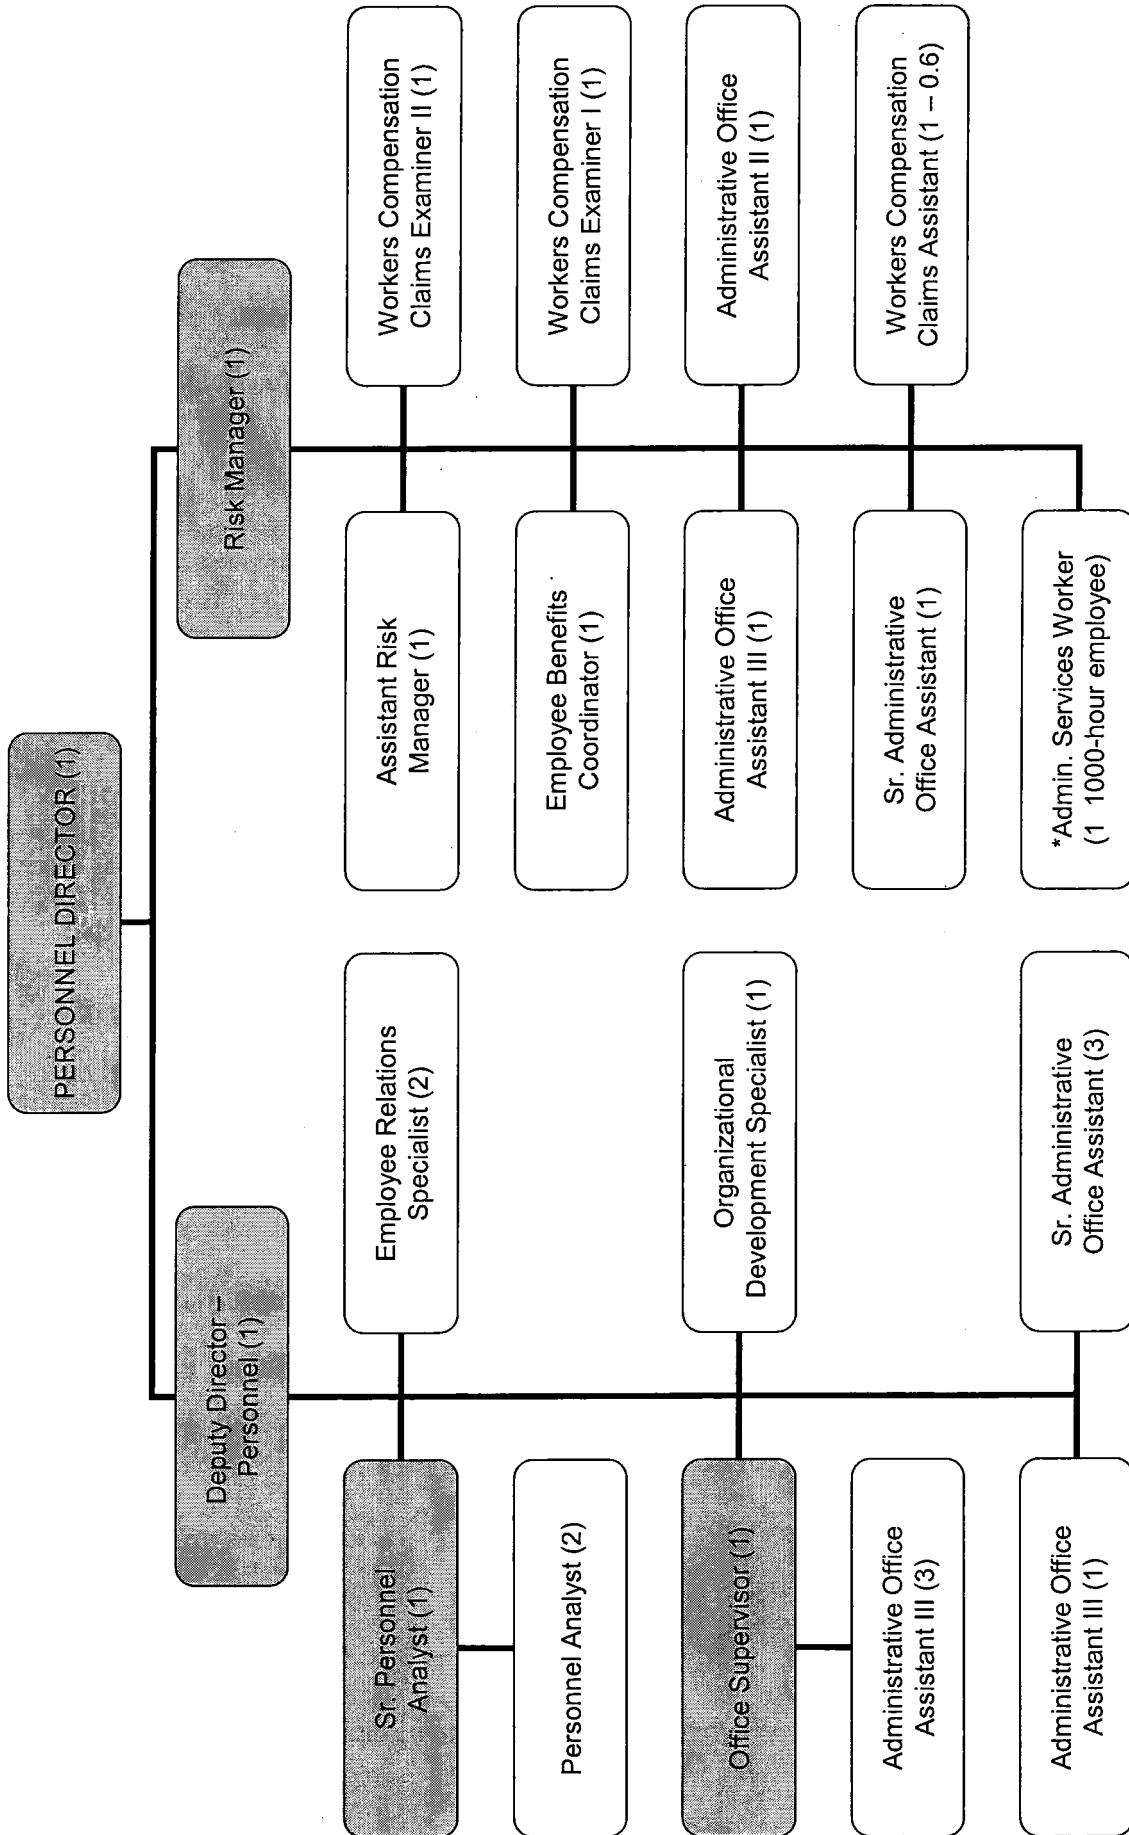 PERSONNEL DIRECTOR (1)
Deputy Director –
Personnel (1)
Risk Manager (1)
Sr. Personnel
Analyst (1)
Employee Relations
Specialist (2)
Personnel Analyst (2)
Office Supervisor (1)
Organizational
Development Specialist (1)
Administrative Office
Assistant III (3)
Administrative Office
Assistant III (1)
Sr. Administrative
Office Assistant (3)
Assistant Risk
Manager (1)
Workers Compensation
Claims Examiner II (1)
Employee Benefits
Coordinator (1)
Workers Compensation
Claims Examiner I (1)
Administrative Office
Assistant III (1)
Administrative Office
Assistant II (1)
Sr. Administrative
Office Assistant (1)
Workers Compensation
Claims Assistant (1 – 0.6)
*Admin. Services Worker
(1 1000-hour employee)